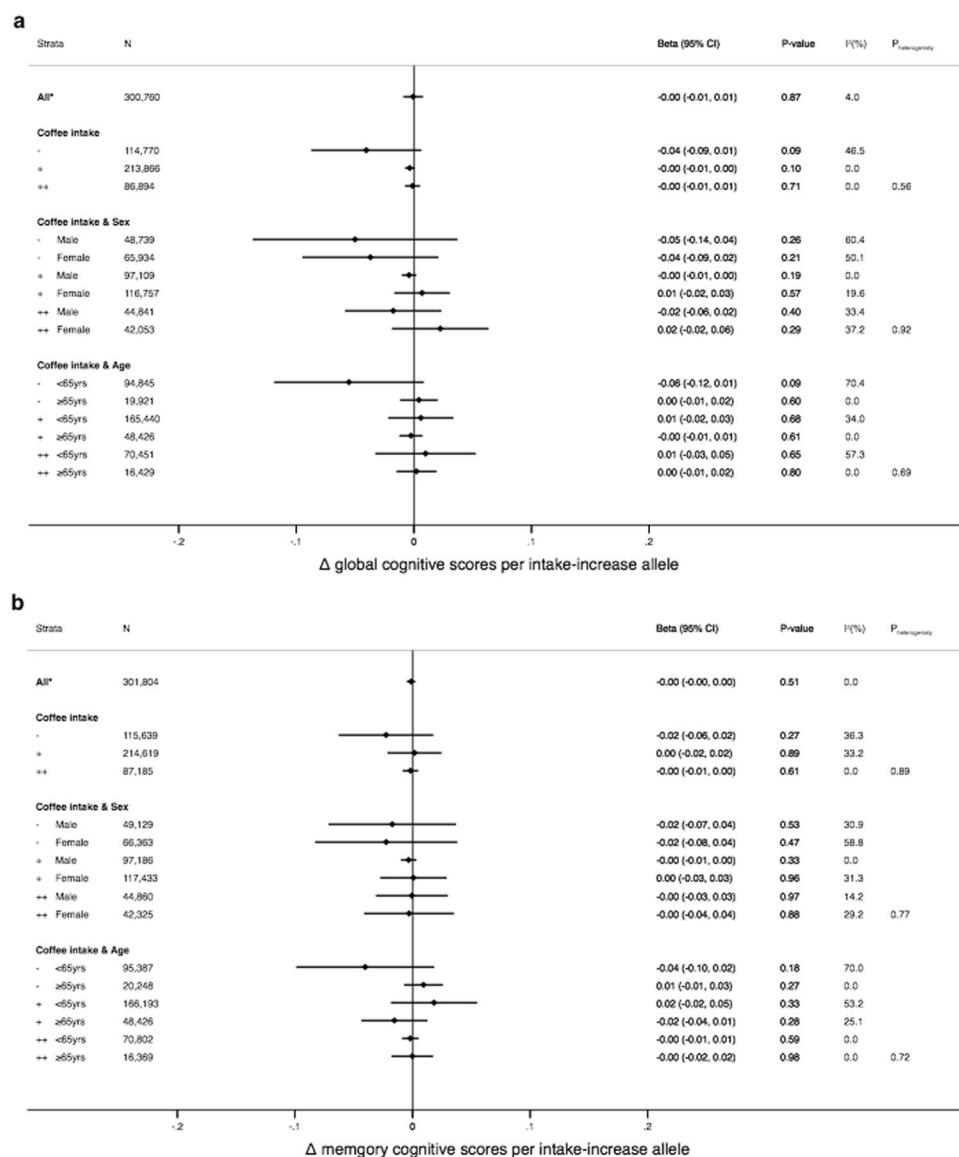 a
Strata N Beta (95% CI) P-value I²(%) P heterogeneity
All* 300,760 -0.00 (-0.01, 0.01) 0.87 4.0
Coffee intake
- 114,770 -0.04 (-0.09, 0.01) 0.09 46.5
+ 213,866 -0.00 (-0.01, 0.00) 0.10 0.0
++ 86,894 -0.00 (-0.01, 0.01) 0.71 0.0 0.56
Coffee intake & Sex
- Male 48,739 -0.05 (-0.14, 0.04) 0.26 60.4
- Female 65,934 -0.04 (-0.09, 0.02) 0.21 50.1
+ Male 97,109 -0.00 (-0.01, 0.00) 0.19 0.0
+ Female 116,757 0.01 (-0.02, 0.03) 0.57 19.6
++ Male 44,841 -0.02 (-0.06, 0.02) 0.40 33.4
++ Female 42,053 0.02 (-0.02, 0.06) 0.29 37.2 0.92
Coffee intake & Age
- <65yrs 94,845 -0.06 (-0.12, 0.01) 0.09 70.4
- ≥65yrs 19,921 0.00 (-0.01, 0.02) 0.60 0.0
+ <65yrs 165,440 0.01 (-0.02, 0.03) 0.68 34.0
+ ≥65yrs 48,426 -0.00 (-0.01, 0.01) 0.61 0.0
++ <65yrs 70,451 0.01 (-0.03, 0.05) 0.65 57.3
++ ≥65yrs 16,429 0.00 (-0.01, 0.02) 0.80 0.0 0.69
-.2 -.1 0 .1 .2
Δ global cognitive scores per intake-increase allele
b
Strata N Beta (95% CI) P-value I²(%) P heterogeneity
All* 301,804 -0.00 (-0.00, 0.00) 0.51 0.0
Coffee intake
- 115,639 -0.02 (-0.06, 0.02) 0.27 36.3
+ 214,619 0.00 (-0.02, 0.02) 0.89 33.2
++ 87,185 -0.00 (-0.01, 0.00) 0.61 0.0 0.89
Coffee intake & Sex
- Male 49,129 -0.02 (-0.07, 0.04) 0.53 30.9
- Female 66,363 -0.02 (-0.08, 0.04) 0.47 58.8
+ Male 97,186 -0.00 (-0.01, 0.00) 0.33 0.0
+ Female 117,433 0.00 (-0.03, 0.03) 0.96 31.3
++ Male 44,860 -0.00 (-0.03, 0.03) 0.97 14.2
++ Female 42,325 -0.00 (-0.04, 0.04) 0.88 29.2 0.77
Coffee intake & Age
- <65yrs 95,387 -0.04 (-0.10, 0.02) 0.18 70.0
- ≥65yrs 20,248 0.01 (-0.01, 0.03) 0.27 0.0
+ <65yrs 166,193 0.02 (-0.02, 0.05) 0.33 53.2
+ ≥65yrs 48,426 -0.02 (-0.04, 0.01) 0.28 25.1
++ <65yrs 70,802 -0.00 (-0.01, 0.01) 0.59 0.0
++ ≥65yrs 16,369 -0.00 (-0.02, 0.02) 0.98 0.0 0.72
-.2 -.1 0 .1 .2
Δ memgory cognitive scores per intake-increase allele